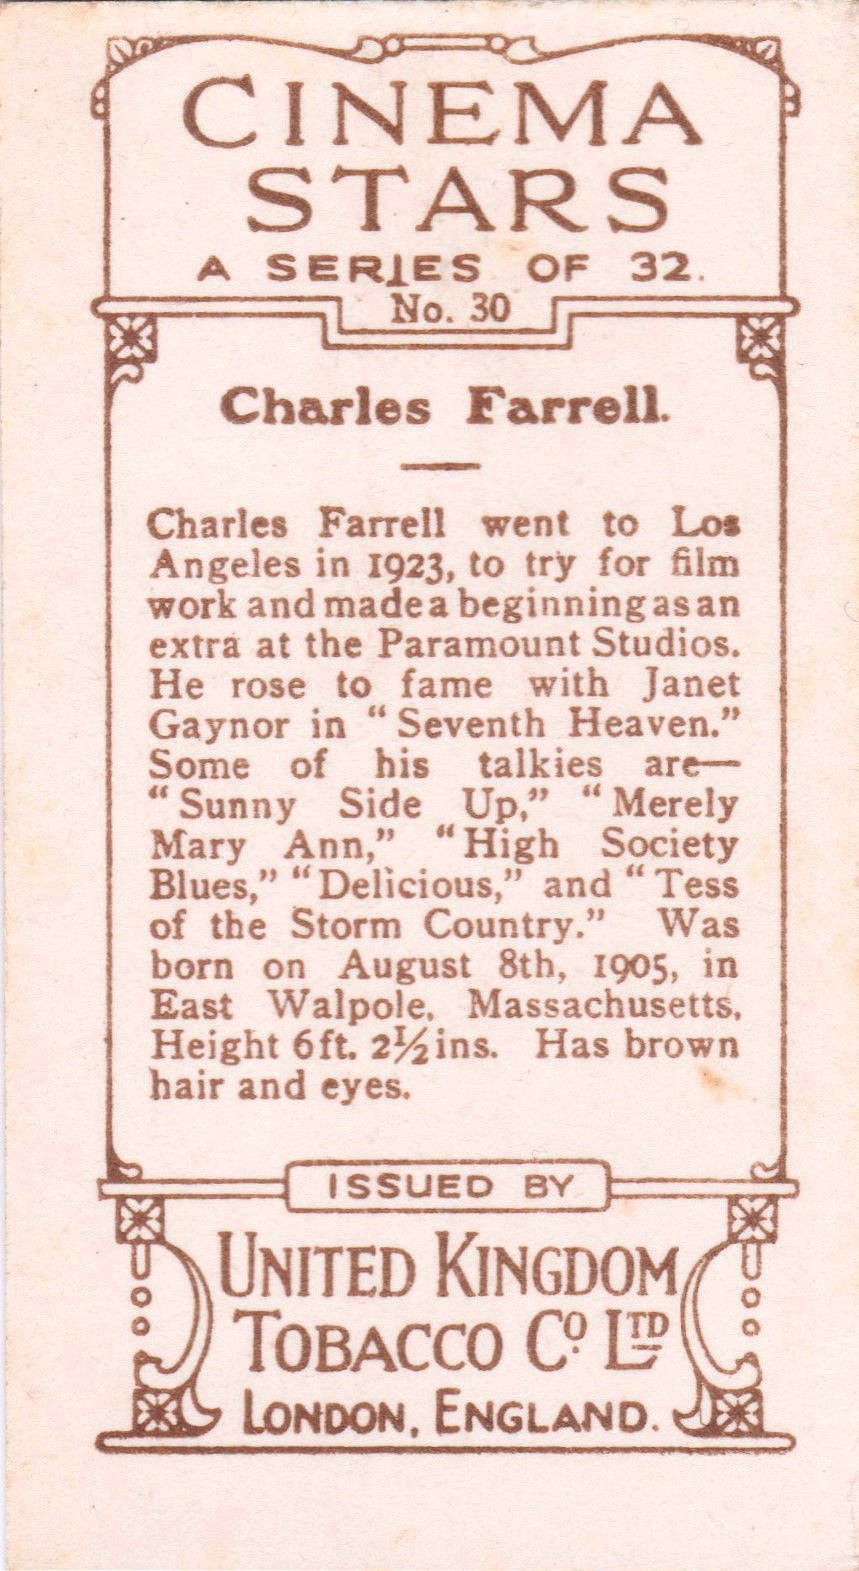 CINEMA
STARS
A SERIES OF 32.
No. 30
Charles Farrell.
Charles Farrell went to Los
Angeles in 1923, to try for film
work and made a beginning as an
extra at the Paramount Studios.
He rose to fame with Janet
Gaynor in “Seventh Heaven.”
Some of his talkies are—
“Sunny Side Up,” “Merely
Mary Ann,” “High Society
Blues,” “Delicious,” and “Tess
of the Storm Country.” Was
born on August 8th, 1905, in
East Walpole, Massachusetts,
Height 6ft. 2½ins. Has brown
hair and eyes.
ISSUED BY
UNITED KINGDOM
TOBACCO CO LTD
LONDON, ENGLAND.